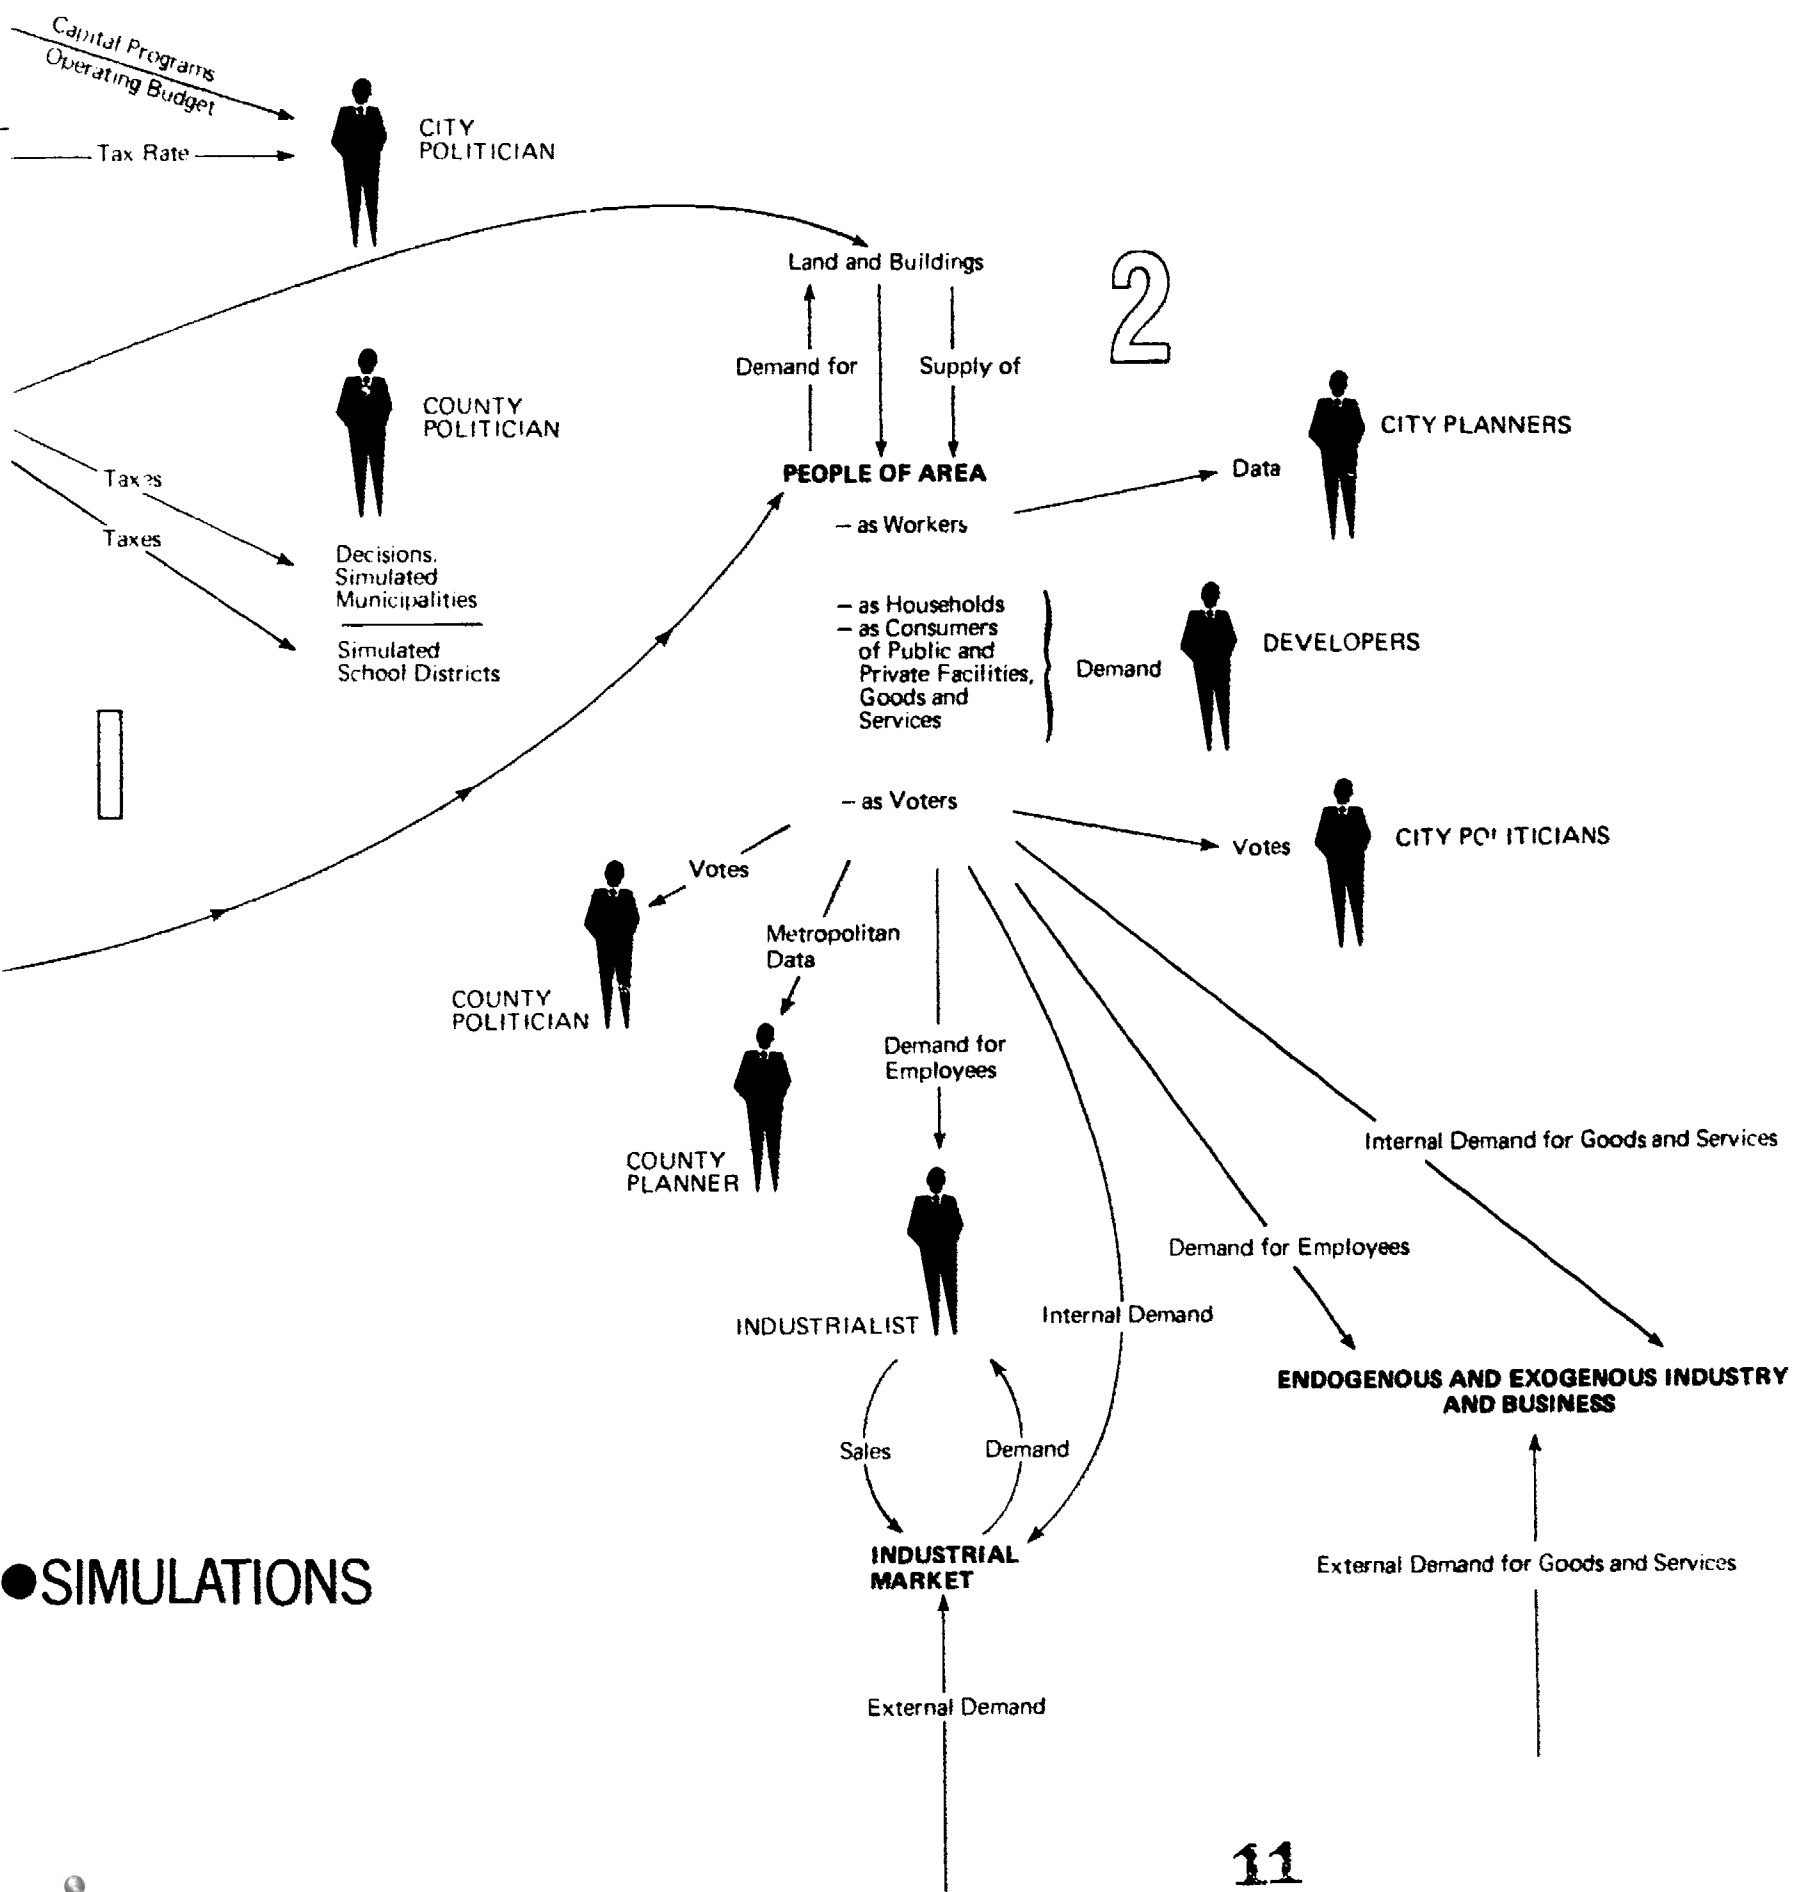 Capital Programs
Operating Budget
Tax Rate
CITY
POLITICIAN
Land and Buildings
2
Demand for
Supply of
COUNTY
POLITICIAN
CITY PLANNERS
Data
PEOPLE OF AREA
– as Workers
Taxes
Taxes
Decisions.
Simulated
Municipalities
Simulated
School Districts
– as Households
– as Consumers
of Public and
Private Facilities,
Goods and
Services
Demand
DEVELOPERS
1
– as Voters
Votes
CITY POLITICIANS
Votes
COUNTY
POLITICIAN
Metropolitan
Data
COUNTY
PLANNER
Demand for
Employees
Internal Demand for Goods and Services
Demand for Employees
INDUSTRIALIST
Internal Demand
ENDOGENOUS AND EXOGENOUS INDUSTRY
AND BUSINESS
Sales
Demand
INDUSTRIAL
MARKET
External Demand for Goods and Services
●SIMULATIONS
External Demand
11